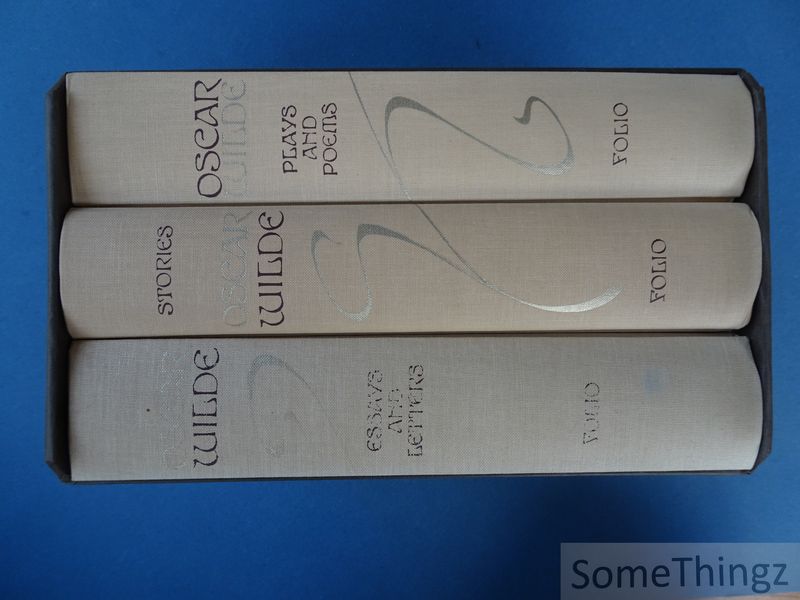 OSCAR
WILDE
PLAYS
AND
POEMS
FOLIO
STORIES
OSCAR
WILDE
FOLIO
OSCAR
WILDE
ESSAYS
AND
LETTERS
FOLIO
SomeThingz